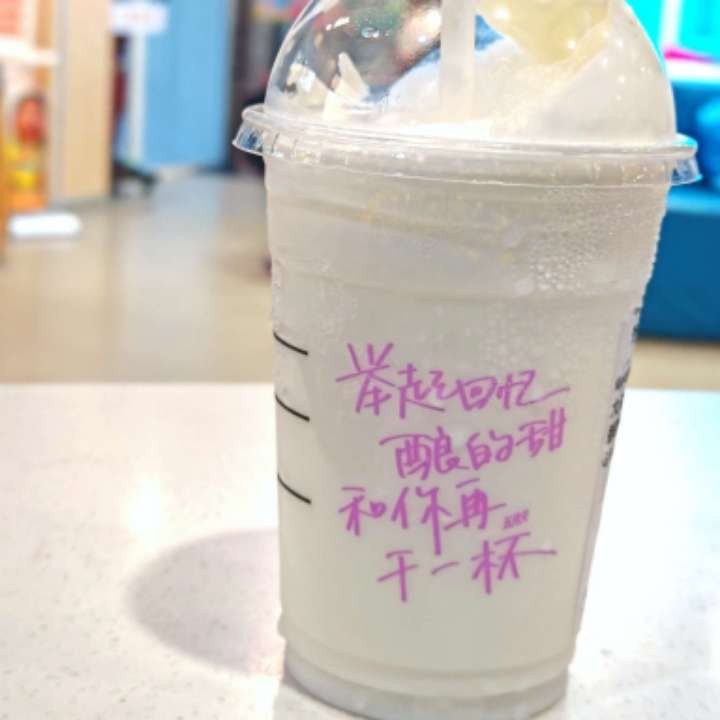 举起回忆
酿的甜
和你再
干一杯